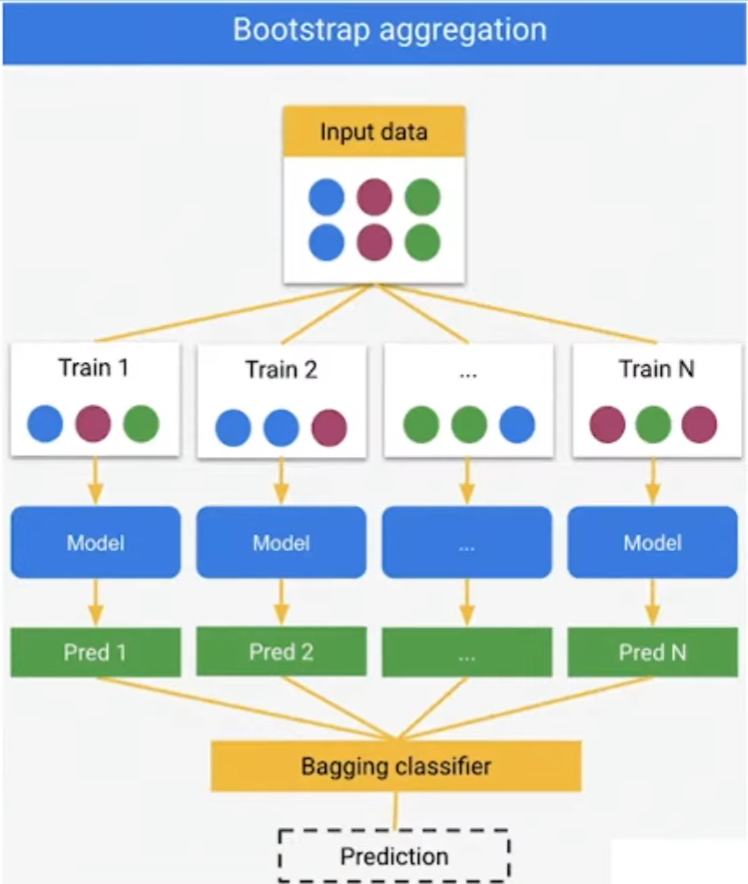 Bootstrap aggregation
Input data
Train 1
Train 2
...
Train N
Model
Model
...
Model
Pred 1
Pred 2
...
Pred N
Bagging classifier
Prediction